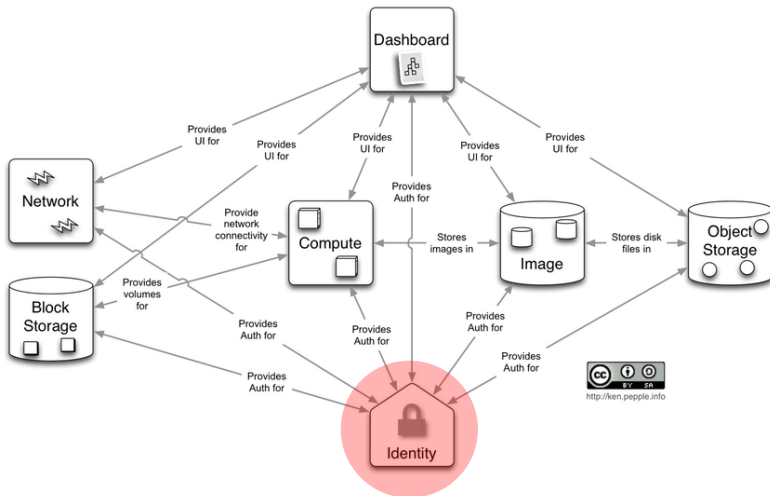 Dashboard
Provides
UI for
Provides
UI for
Provides
UI for
Provides
UI for
Provides
UI for
Provides
Auth for
Network
Provide
network
connectivity
for
Compute
Stores
images in
Image
Stores disk
files in
Object
Storage
Block
Storage
Provides
volumes
for
Provides
Auth for
Provides
Auth for
Provides
Auth for
Provides
Auth for
Provides
Auth for
Identity
cc
BY SA
http://ken.pepple.info